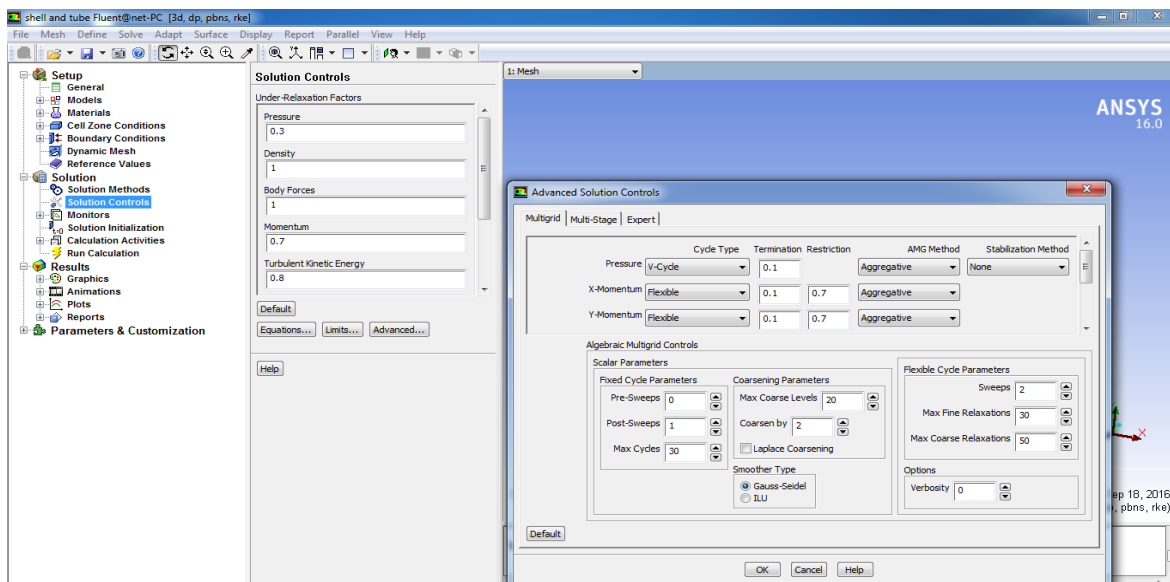 shell and tube Fluent@net-PC [3d, dp, pbns, rke]
File Mesh Define Solve Adapt Surface Display Report Parallel View Help
Setup
General
Models
Materials
Cell Zone Conditions
Boundary Conditions
Dynamic Mesh
Reference Values
Solution
Solution Methods
Solution Controls
Monitors
Solution Initialization
Calculation Activities
Run Calculation
Results
Graphics
Animations
Plots
Reports
Parameters & Customization
Solution Controls
Under-Relaxation Factors
Pressure
0.3
Density
1
Body Forces
1
Momentum
0.7
Turbulent Kinetic Energy
0.8
Default
Equations... Limits... Advanced...
Help
1: Mesh
ANSYS
16.0
Advanced Solution Controls
Multigrid Multi-Stage Expert
Cycle Type Termination Restriction AMG Method Stabilization Method
Pressure V-Cycle 0.1 Aggregative None
X-Momentum Flexible 0.1 0.7 Aggregative
Y-Momentum Flexible 0.1 0.7 Aggregative
Algebraic Multigrid Controls
Scalar Parameters
Fixed Cycle Parameters
Pre-Sweeps 0
Post-Sweeps 1
Max Cycles 30
Coarsening Parameters
Max Coarse Levels 20
Coarsen by 2
Laplace Coarsening
Smoother Type
Gauss-Seidel
ILU
Flexible Cycle Parameters
Sweeps 2
Max Fine Relaxations 30
Max Coarse Relaxations 50
Options
Verbosity 0
Default
OK Cancel Help
X
ep 18, 2016
, pbns, rke)